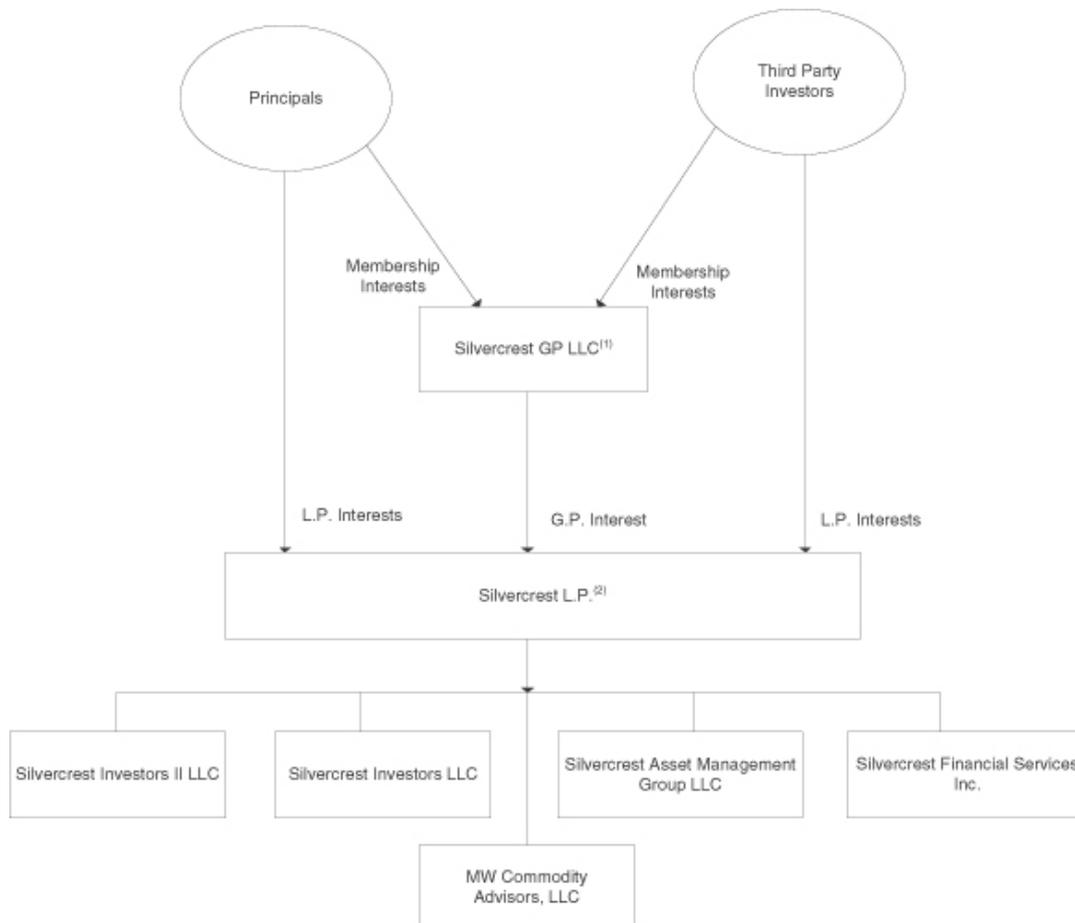 Principals
Third Party
Investors
Membership
Interests
Membership
Interests
Silvercrest GP LLC(1)
L.P. Interests
G.P. Interest
L.P. Interests
Silvercrest L.P.(2)
Silvercrest Investors II LLC
Silvercrest Investors LLC
Silvercrest Asset Management
Group LLC
Silvercrest Financial Services
Inc.
MW Commodity
Advisors, LLC